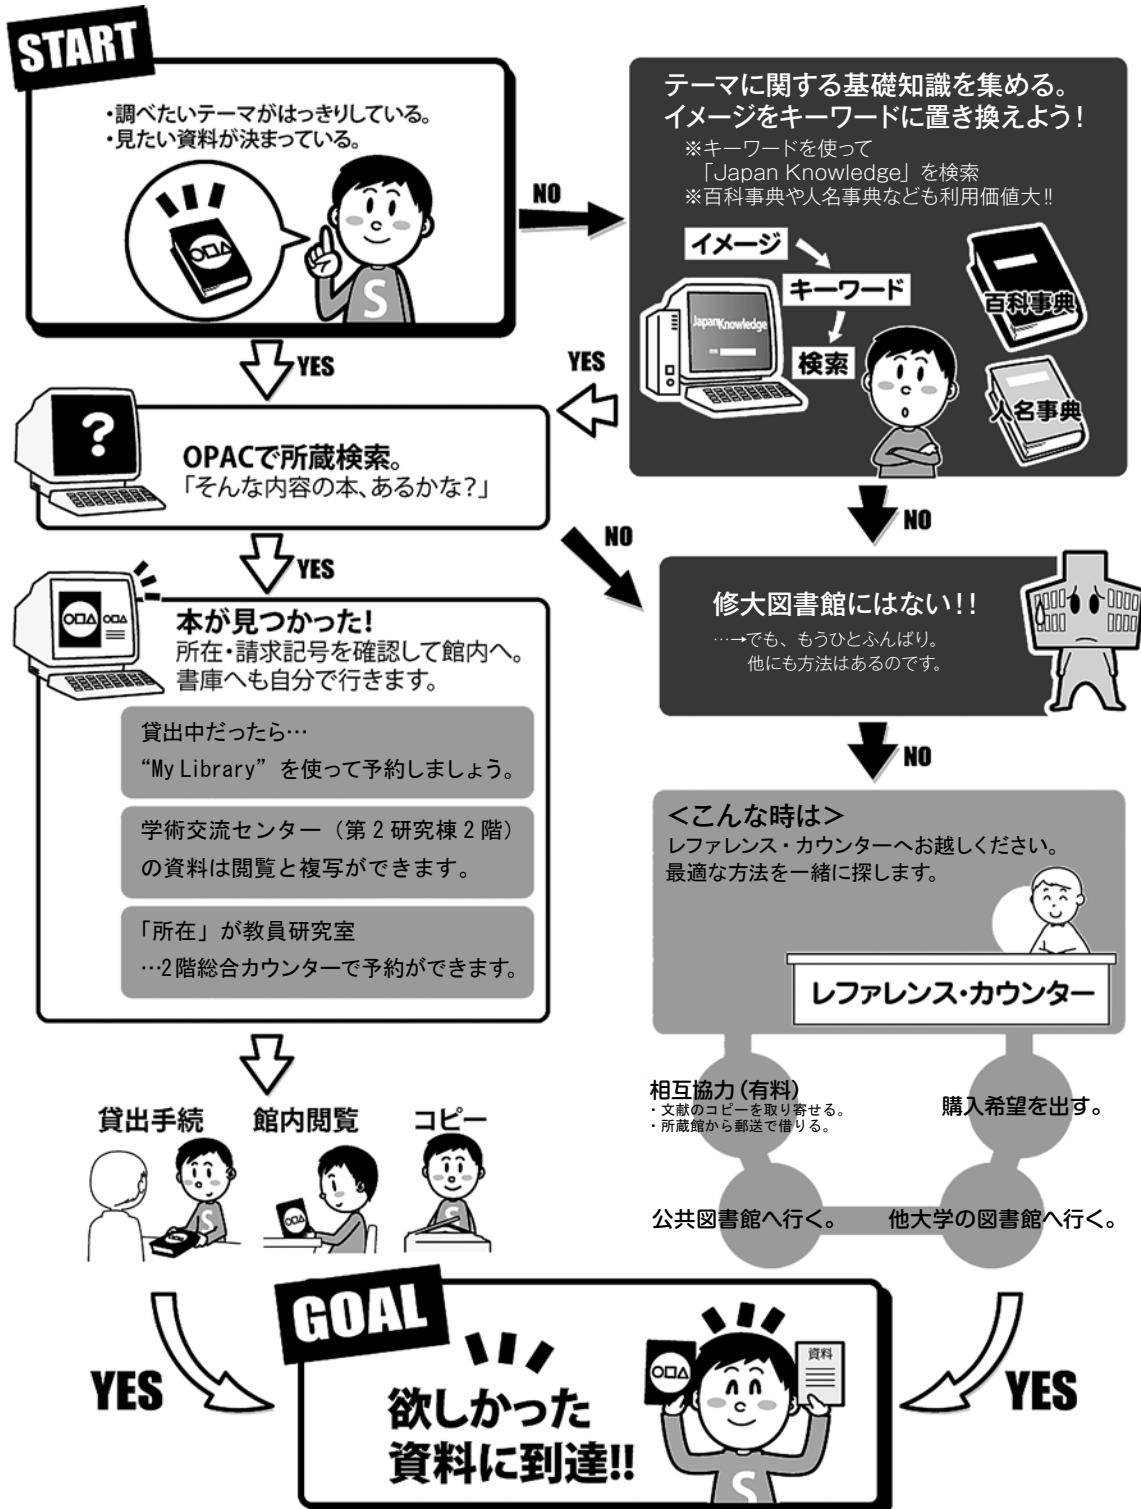 START
・調べたいテーマがはっきりしている。
・見たい資料が決まっている。
NO
テーマに関する基礎知識を集める。
イメージをキーワードに置き換えよう!
※キーワードを使って
「Japan Knowledge」を検索
※百科事典や人名事典なども利用価値大!!
イメージ
キーワード
検索
JapanKnowledge
百科事典
人名事典
S
YES
YES
?
OPACで所蔵検索。
「そんな内容の本、あるかな?」
NO
NO
YES
本が見つかった!
所在・請求記号を確認して館内へ。
書庫へも自分で行きます。
貸出中だったら…
“My Library” を使って予約しましょう。
学術交流センター（第2研究棟2階）
の資料は閲覧と複写ができます。
「所在」が教員研究室
…2階総合カウンターで予約ができます。
修大図書館にはない!!
…→でも、もうひとふんばり。
他にも方法はあるのです。
NO
<こんな時は>
レファレンス・カウンターへお越しください。
最適な方法を一緒に探します。
レファレンス・カウンター
相互協力(有料)
・文献のコピーを取り寄せる。
・所蔵館から郵送で借りる。
購入希望を出す。
公共図書館へ行く。
他大学の図書館へ行く。
貸出手続
館内閲覧
コピー
S
S
YES
GOAL
欲しかった
資料に到達!!
資料
S
YES